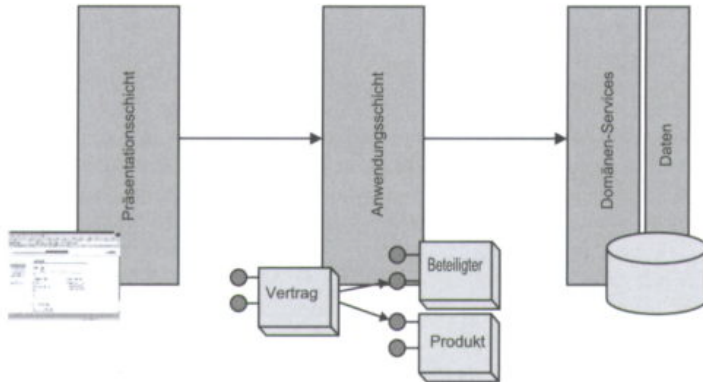 Präsentationsschicht
Anwendungsschicht
Domänen-Services
Daten
Vertrag
Beteiligter
Produkt